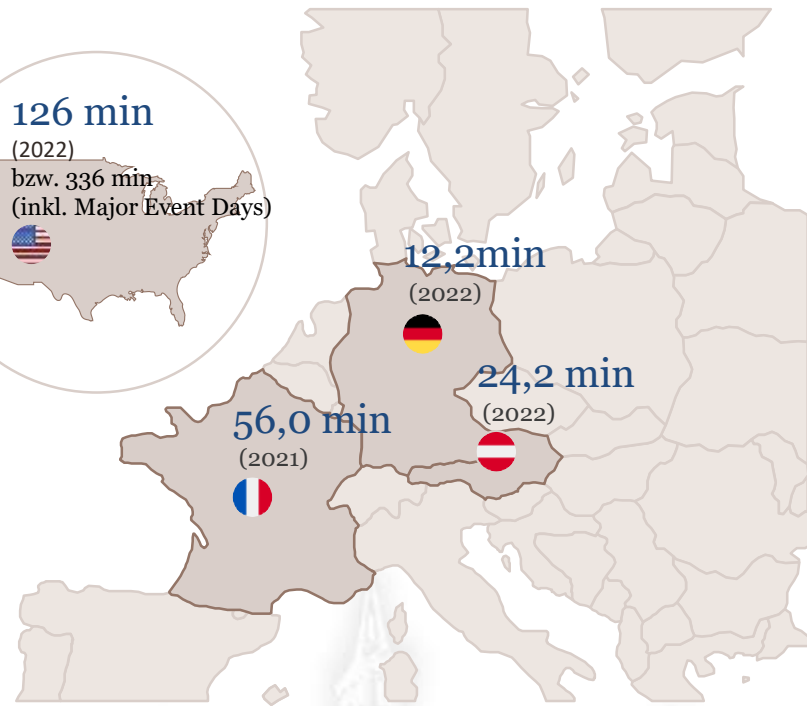 126 min
(2022)
bzw. 336 min
(inkl. Major Event Days)
12,2min
(2022)
24,2 min
(2022)
56,0 min
(2021)